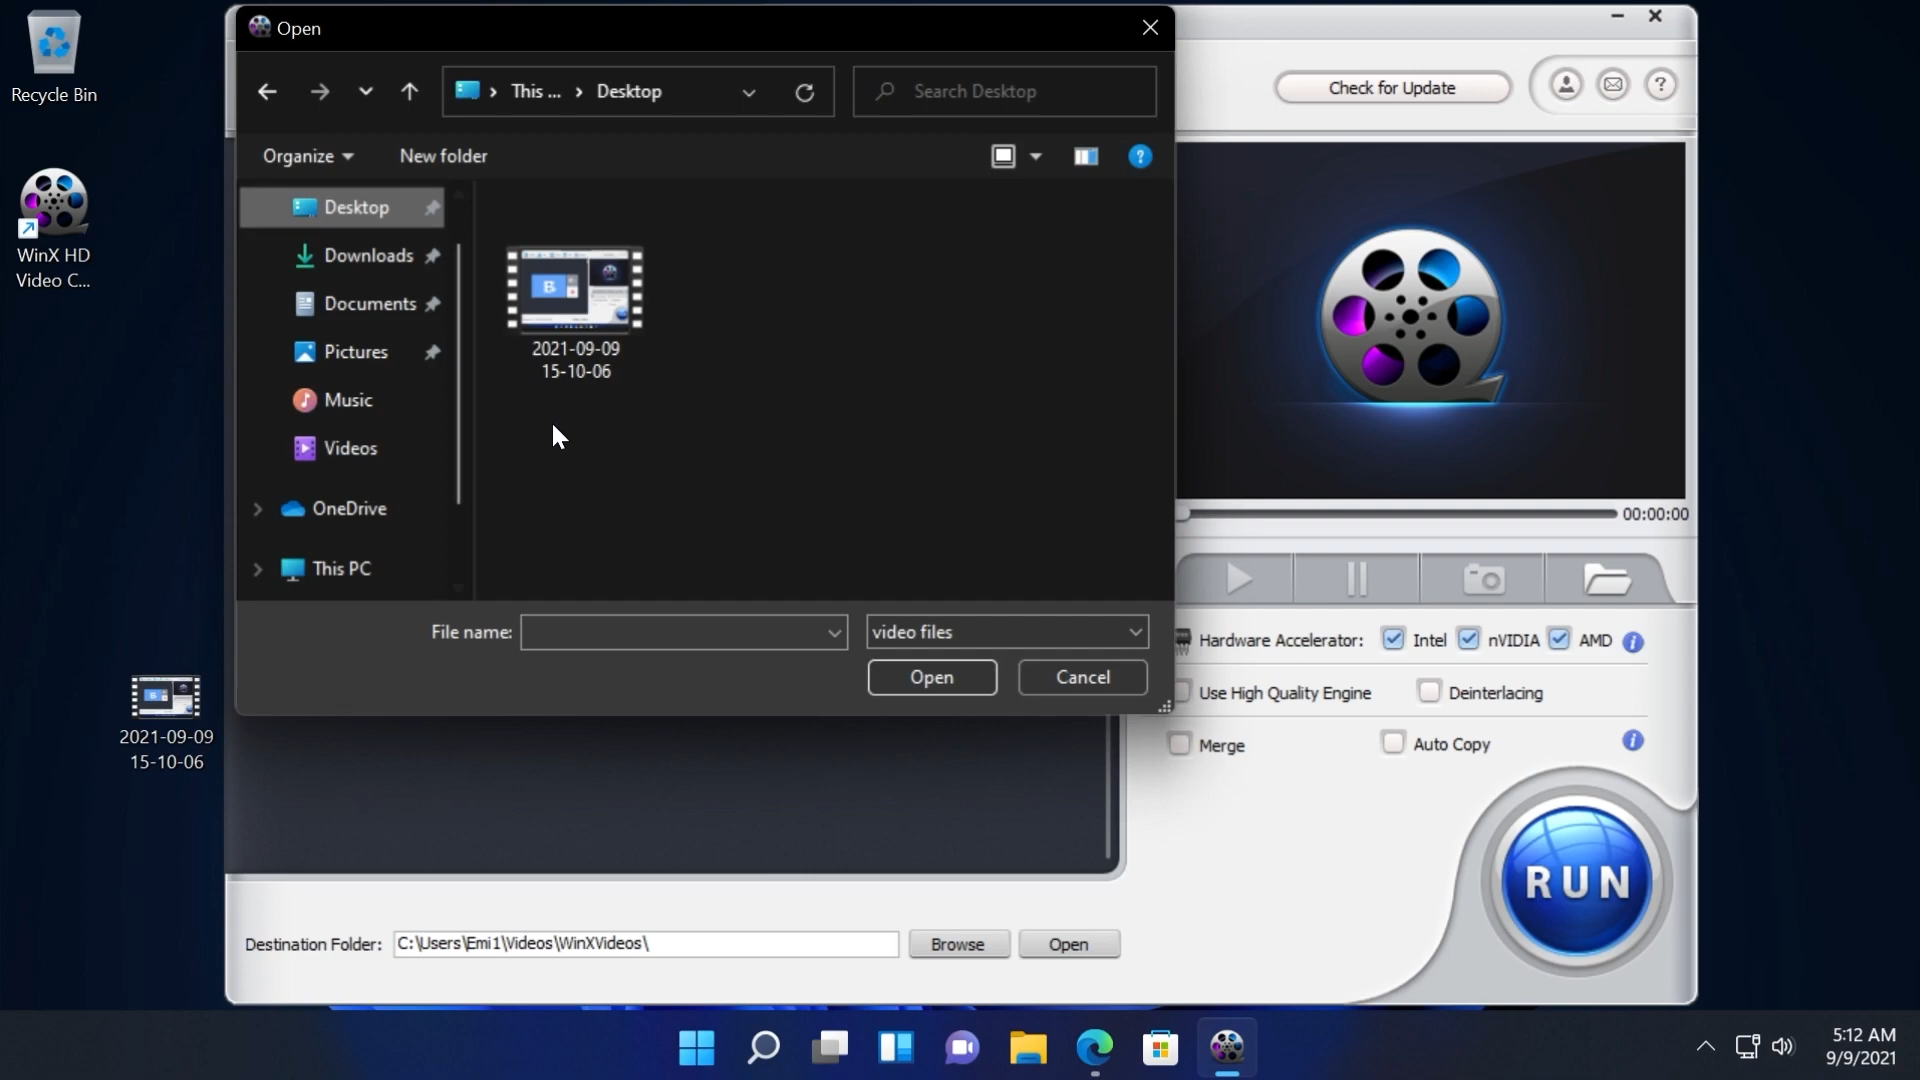 Recycle Bin
WinX HD
Video C...
2021-09-09
15-10-06
Open
This ...
Desktop
Search Desktop
Organize
New folder
Desktop
Downloads
Documents
Pictures
Music
Videos
OneDrive
This PC
2021-09-09
15-10-06
File name:
video files
Open
Cancel
Check for Update
00:00:00
Hardware Accelerator:
Intel
nVIDIA
AMD
Use High Quality Engine
Deinterlacing
Merge
Auto Copy
RUN
Destination Folder:
C:\Users\Emi1\Videos\WinXVideos\
Browse
Open
5:12 AM
9/9/2021